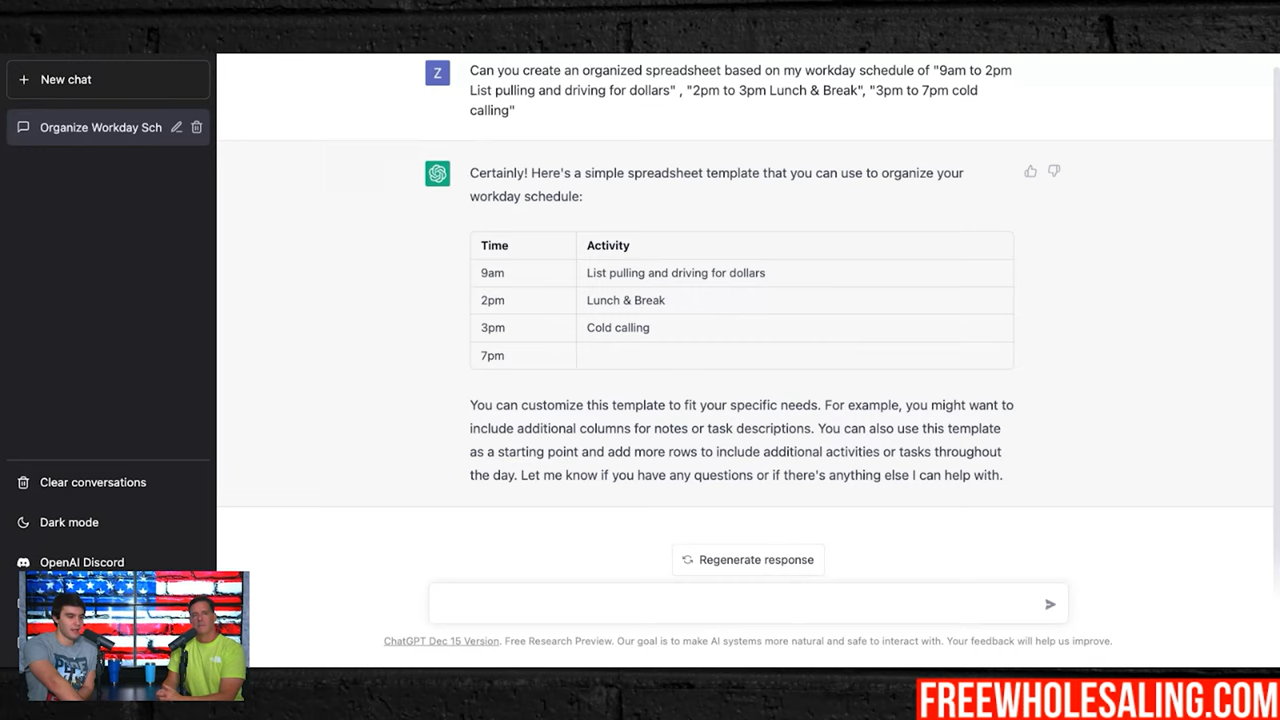 New chat
Organize Workday Sch
Clear conversations
Dark mode
OpenAI Discord
Z
Can you create an organized spreadsheet based on my workday schedule of "9am to 2pm
List pulling and driving for dollars" , "2pm to 3pm Lunch & Break", "3pm to 7pm cold
calling"
Certainly! Here's a simple spreadsheet template that you can use to organize your
workday schedule:
Time Activity
9am List pulling and driving for dollars
2pm Lunch & Break
3pm Cold calling
7pm
You can customize this template to fit your specific needs. For example, you might want to
include additional columns for notes or task descriptions. You can also use this template
as a starting point and add more rows to include additional activities or tasks throughout
the day. Let me know if you have any questions or if there's anything else I can help with.
Regenerate response
ChatGPT Dec 15 Version. Free Research Preview. Our goal is to make AI systems more natural and safe to interact with. Your feedback will help us improve.
FREEWHOLESALING.COM